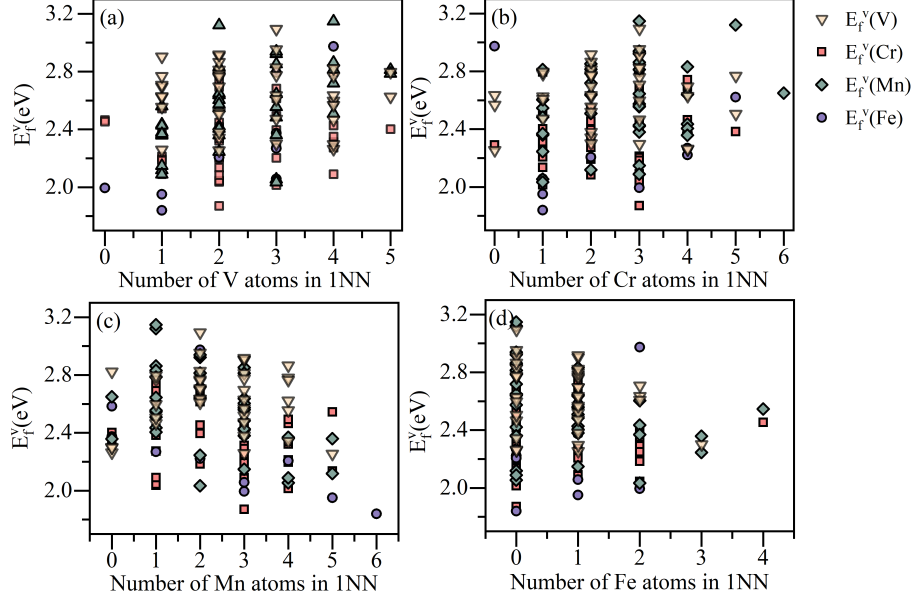 (a)
3.2
2.8
2.4
2.0
E_f^v(eV)
0 1 2 3 4 5
Number of V atoms in 1NN
(b)
3.2
2.8
2.4
2.0
E_f^v(eV)
0 1 2 3 4 5 6
Number of Cr atoms in 1NN
E_f^v(V)
E_f^v(Cr)
E_f^v(Mn)
E_f^v(Fe)
(c)
3.2
2.8
2.4
2.0
E_f^v(eV)
0 1 2 3 4 5 6
Number of Mn atoms in 1NN
(d)
3.2
2.8
2.4
2.0
E_f^v(eV)
0 1 2 3 4
Number of Fe atoms in 1NN